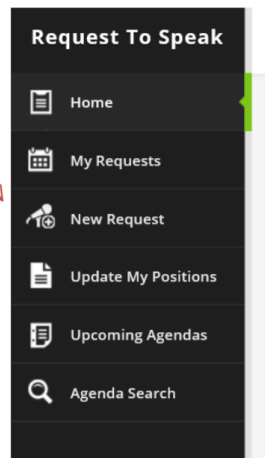 Request To Speak
Home
My Requests
New Request
Update My Positions
Upcoming Agendas
Agenda Search